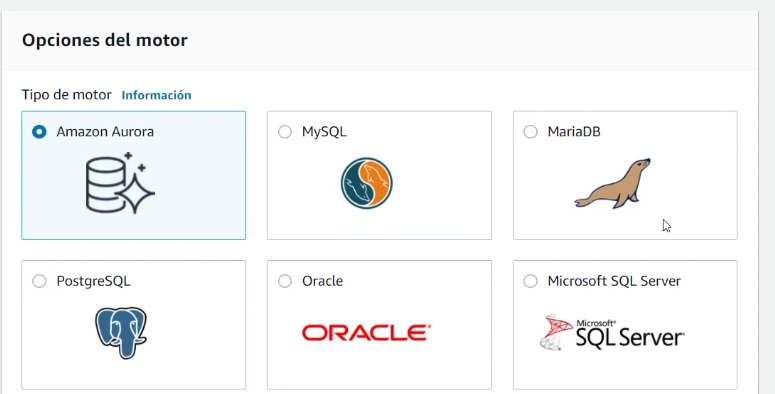 Opciones del motor
Tipo de motor Información
Amazon Aurora
MySQL
MariaDB
PostgreSQL
Oracle
Microsoft SQL Server
ORACLE
Microsoft®
SQL Server